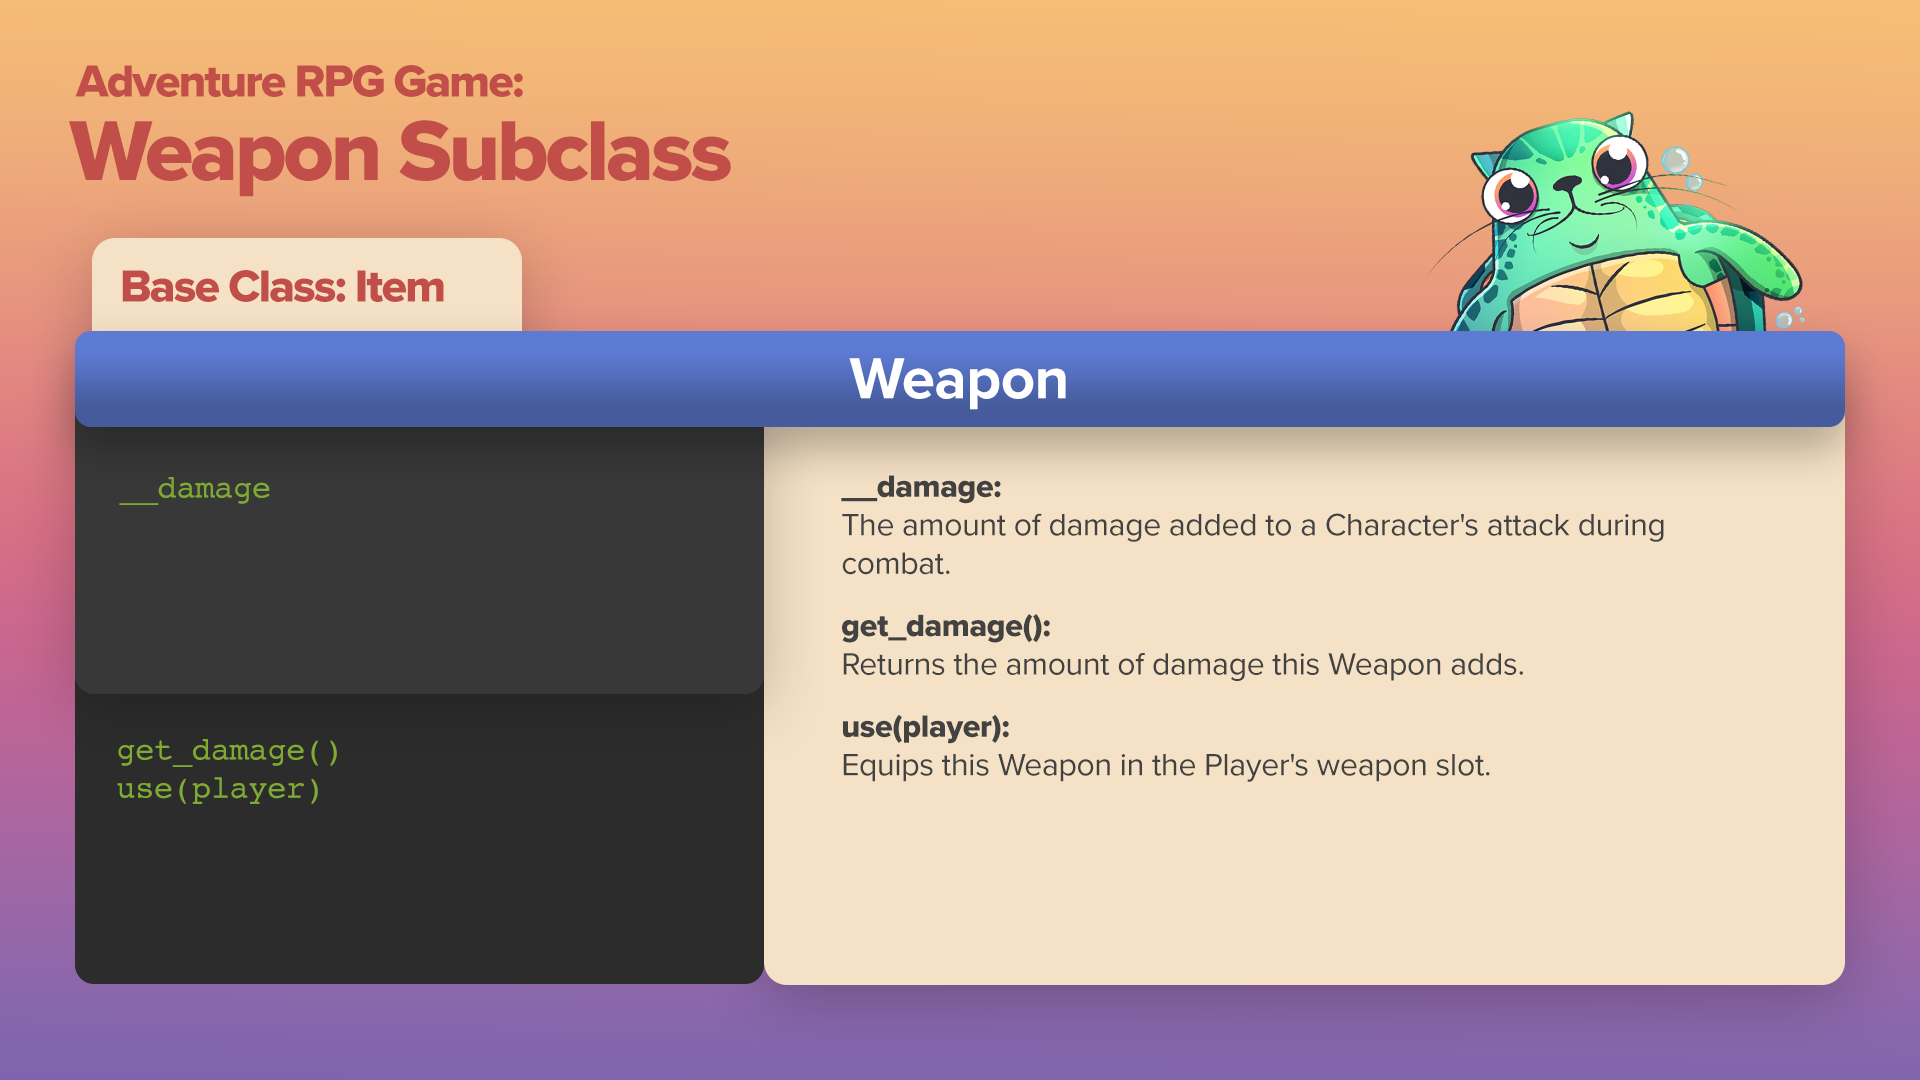 Adventure RPG Game:
Weapon Subclass
Base Class: Item
Weapon
__damage
get_damage()
use(player)
__damage:
The amount of damage added to a Character's attack during
combat.
get_damage():
Returns the amount of damage this Weapon adds.
use(player):
Equips this Weapon in the Player's weapon slot.